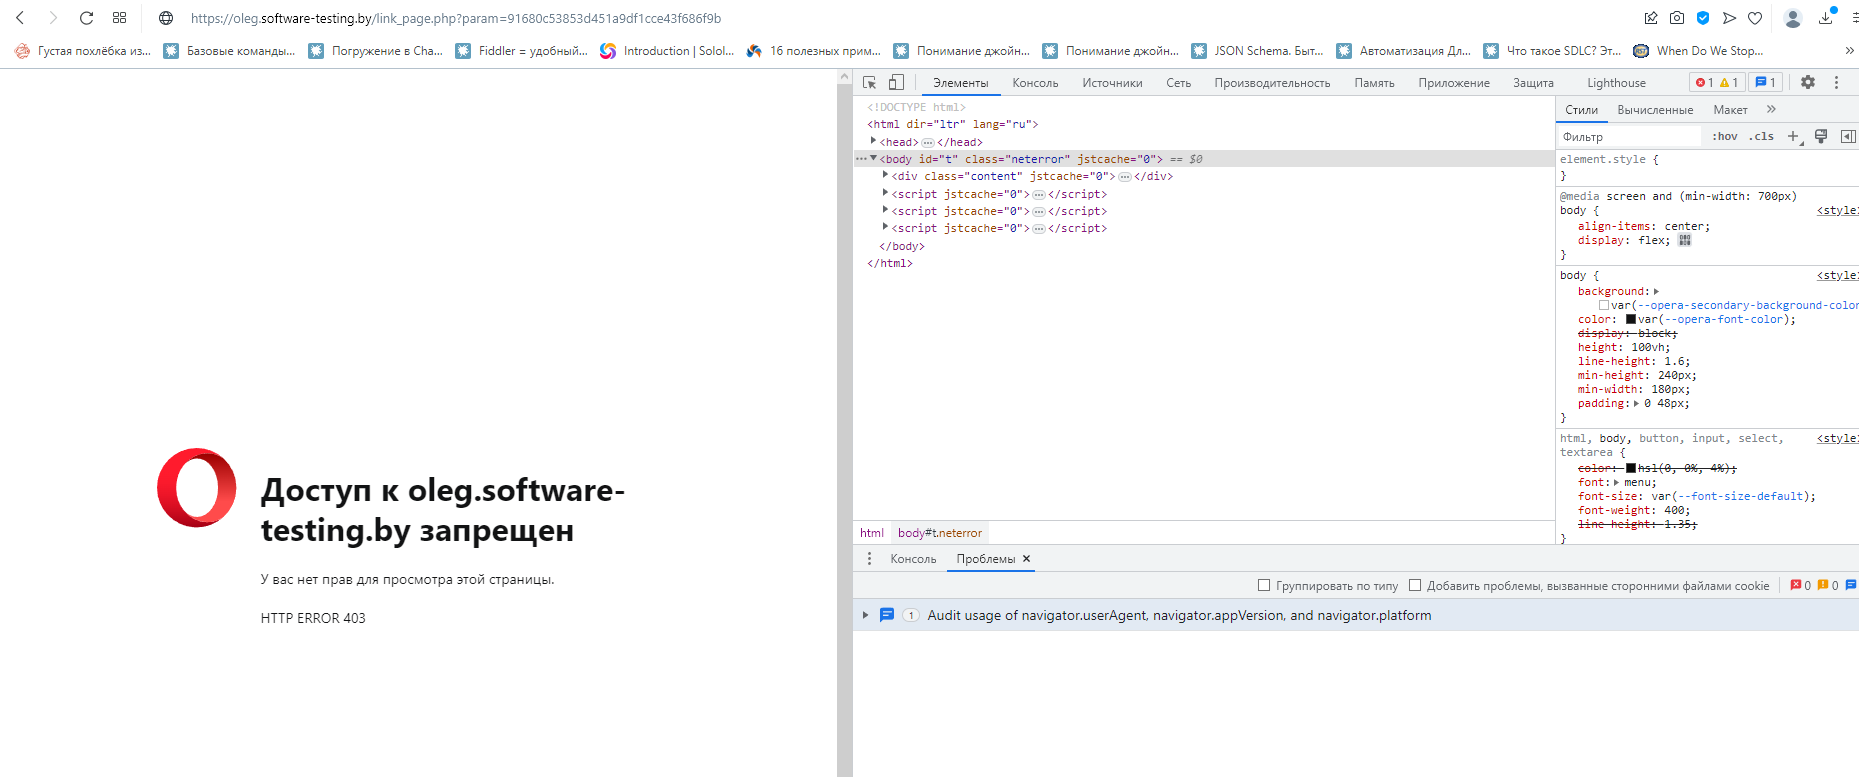 https://oleg.software-testing.by/link_page.php?param=91680c53853d451a9df1cce43f686f9b
Густая похлёбка из... Базовые команды... Погружение в Cha... Fiddler = удобный... Introduction | Solol... 16 полезных прим... Понимание джойн... Понимание джойн... JSON Schema. Быт... Автоматизация Дл... Что такое SDLC? Эт... When Do We Stop... »
Доступ к oleg.software-
testing.by запрещен
У вас нет прав для просмотра этой страницы.
HTTP ERROR 403
Элементы Консоль Источники Сеть Производительность Память Приложение Защита Lighthouse 1 1 1
<!DOCTYPE html>
<html dir="ltr" lang="ru">
<head>…</head>
…<body id="t" class="neterror" jstcache="0"> == $0
<div class="content" jstcache="0">…</div>
<script jstcache="0">…</script>
<script jstcache="0">…</script>
<script jstcache="0">…</script>
</body>
</html>
html body#t.neterror
Стили Вычисленные Макет »
Фильтр :hov .cls +
element.style {
}
@media screen and (min-width: 700px)
body { <style>
align-items: center;
display: flex;
}
body { <style>
background:
var(--opera-secondary-background-color
color: var(--opera-font-color);
display: block;
height: 100vh;
line-height: 1.6;
min-height: 240px;
min-width: 180px;
padding: 0 48px;
}
html, body, button, input, select, <style>
textarea {
color: hsl(0, 0%, 4%);
font: menu;
font-size: var(--font-size-default);
font-weight: 400;
line-height: 1.35;
}
Консоль Проблемы ×
Группировать по типу Добавить проблемы, вызванные сторонними файлами cookie 0 0
1 Audit usage of navigator.userAgent, navigator.appVersion, and navigator.platform